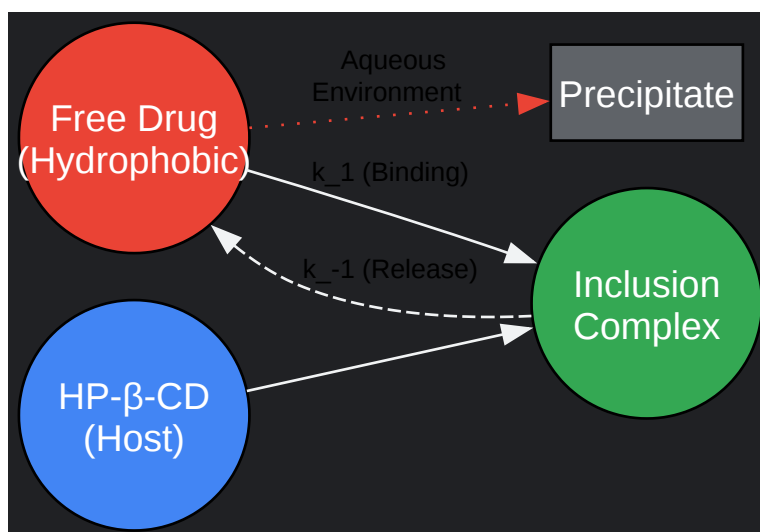 Free Drug
(Hydrophobic)
Aqueous
Environment
Precipitate
k_1 (Binding)
k_-1 (Release)
Inclusion
Complex
HP-β-CD
(Host)